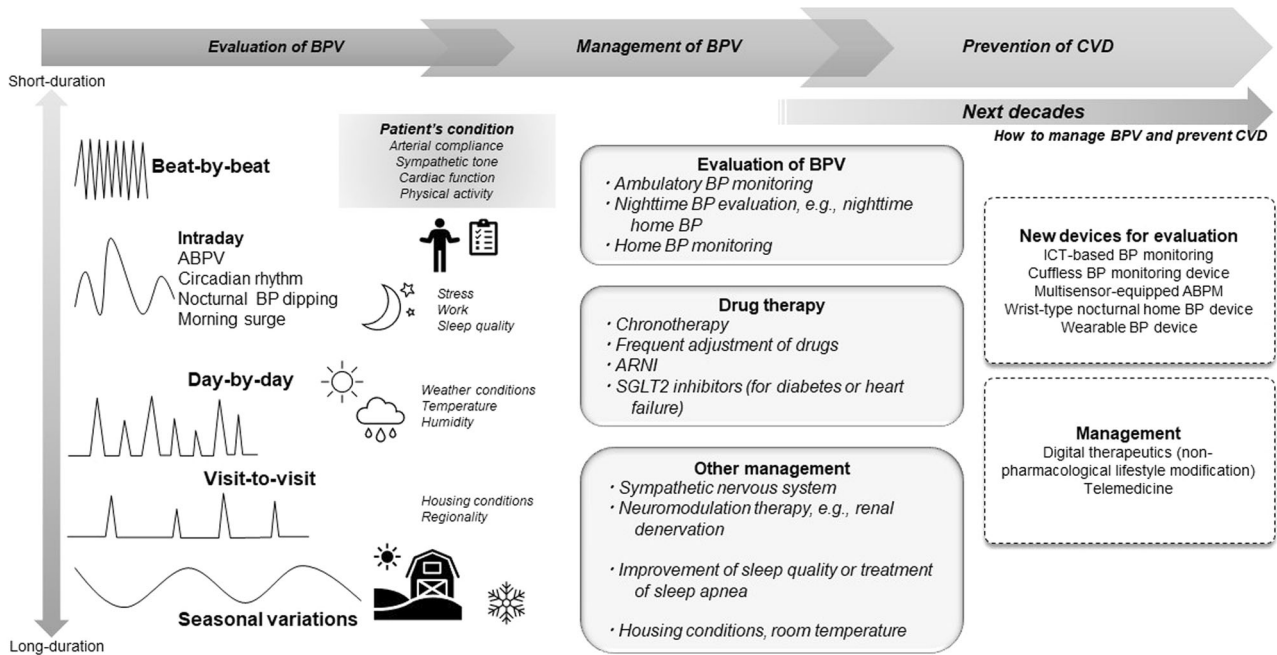 Evaluation of BPV
Management of BPV
Prevention of CVD
Short-duration
Next decades
How to manage BPV and prevent CVD
Beat-by-beat
Patient's condition
Arterial compliance
Sympathetic tone
Cardiac function
Physical activity
Intraday
ABPV
Circadian rhythm
Nocturnal BP dipping
Morning surge
Stress
Work
Sleep quality
Day-by-day
Weather conditions
Temperature
Humidity
Visit-to-visit
Housing conditions
Regionality
Seasonal variations
Long-duration
Evaluation of BPV
・Ambulatory BP monitoring
・Nighttime BP evaluation, e.g., nighttime
home BP
・Home BP monitoring
Drug therapy
・Chronotherapy
・Frequent adjustment of drugs
・ARNI
・SGLT2 inhibitors (for diabetes or heart
failure)
Other management
・Sympathetic nervous system
・Neuromodulation therapy, e.g., renal
denervation
・Improvement of sleep quality or treatment
of sleep apnea
・Housing conditions, room temperature
New devices for evaluation
ICT-based BP monitoring
Cuffless BP monitoring device
Multisensor-equipped ABPM
Wrist-type nocturnal home BP device
Wearable BP device
Management
Digital therapeutics (non-
pharmacological lifestyle modification)
Telemedicine